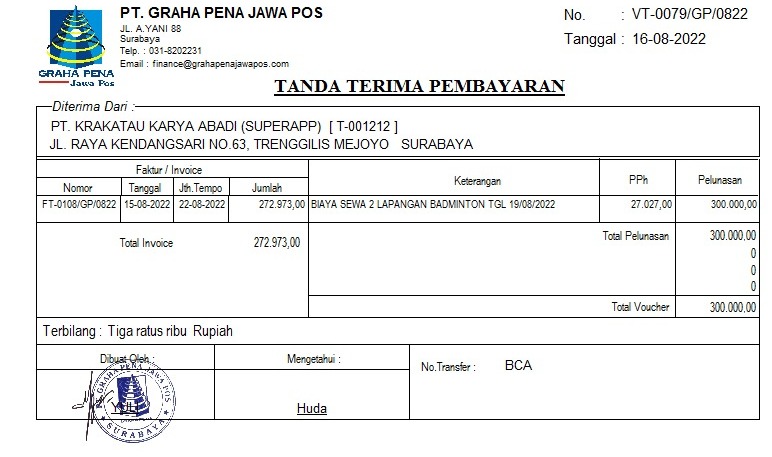 PT. GRAHA PENA JAWA POS
JL. A.YANI 88
Surabaya
Telp. : 031-8202231
Email : finance@grahapenajawapos.com
GRAHA PENA
Jawa Pos
No. : VT-0079/GP/0822
Tanggal : 16-08-2022
TANDA TERIMA PEMBAYARAN
Diterima Dari :
PT. KRAKATAU KARYA ABADI (SUPERAPP) [ T-001212 ]
JL. RAYA KENDANGSARI NO.63, TRENGGILIS MEJOYO SURABAYA
Faktur / Invoice
Nomor Tanggal Jth.Tempo Jumlah Keterangan PPh Pelunasan
FT-0108/GP/0822 15-08-2022 22-08-2022 272.973,00 BIAYA SEWA 2 LAPANGAN BADMINTON TGL 19/08/2022 27.027,00 300.000,00
Total Invoice 272.973,00
Total Pelunasan 300.000,00
0
0
0
Total Voucher 300.000,00
Terbilang : Tiga ratus ribu Rupiah
Dibuat Oleh : Mengetahui : No.Transfer : BCA
PT. GRAHA PENA JAWA POS
SURABAYA
YULI
Huda